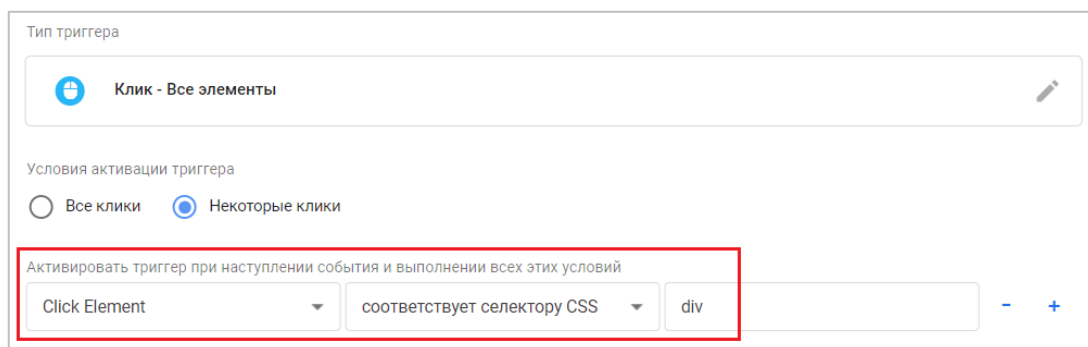 Тип триггера
Клик - Все элементы
Условия активации триггера
Все клики Некоторые клики
Активировать триггер при наступлении события и выполнении всех этих условий
Click Element соответствует селектору CSS div - +